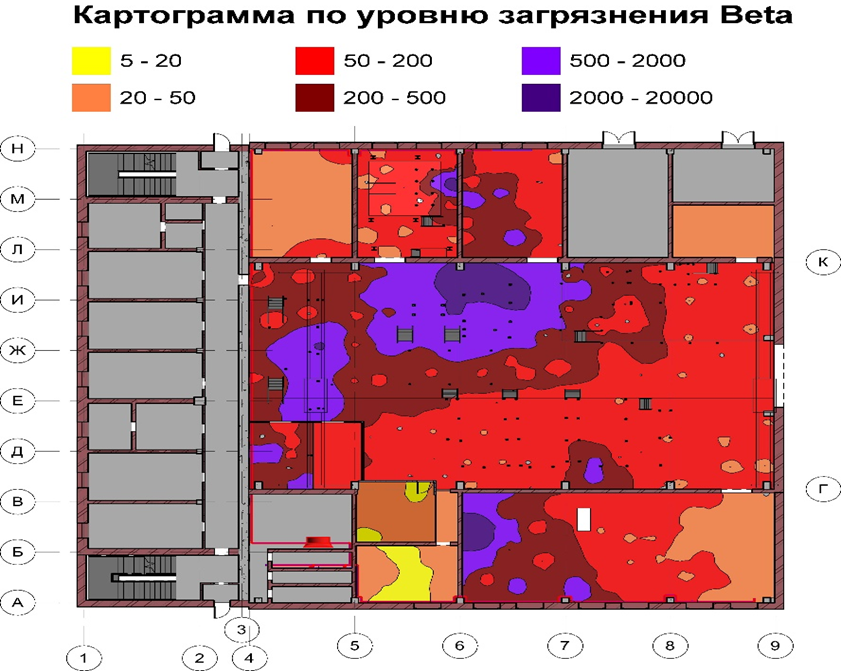 Картограмма по уровню загрязнения Beta
5 - 20 50 - 200 500 - 2000
20 - 50 200 - 500 2000 - 20000
Н
М
Л
К
И
Ж
Е
Д
Г
В
Б
А
3
1 2 4 5 6 7 8 9